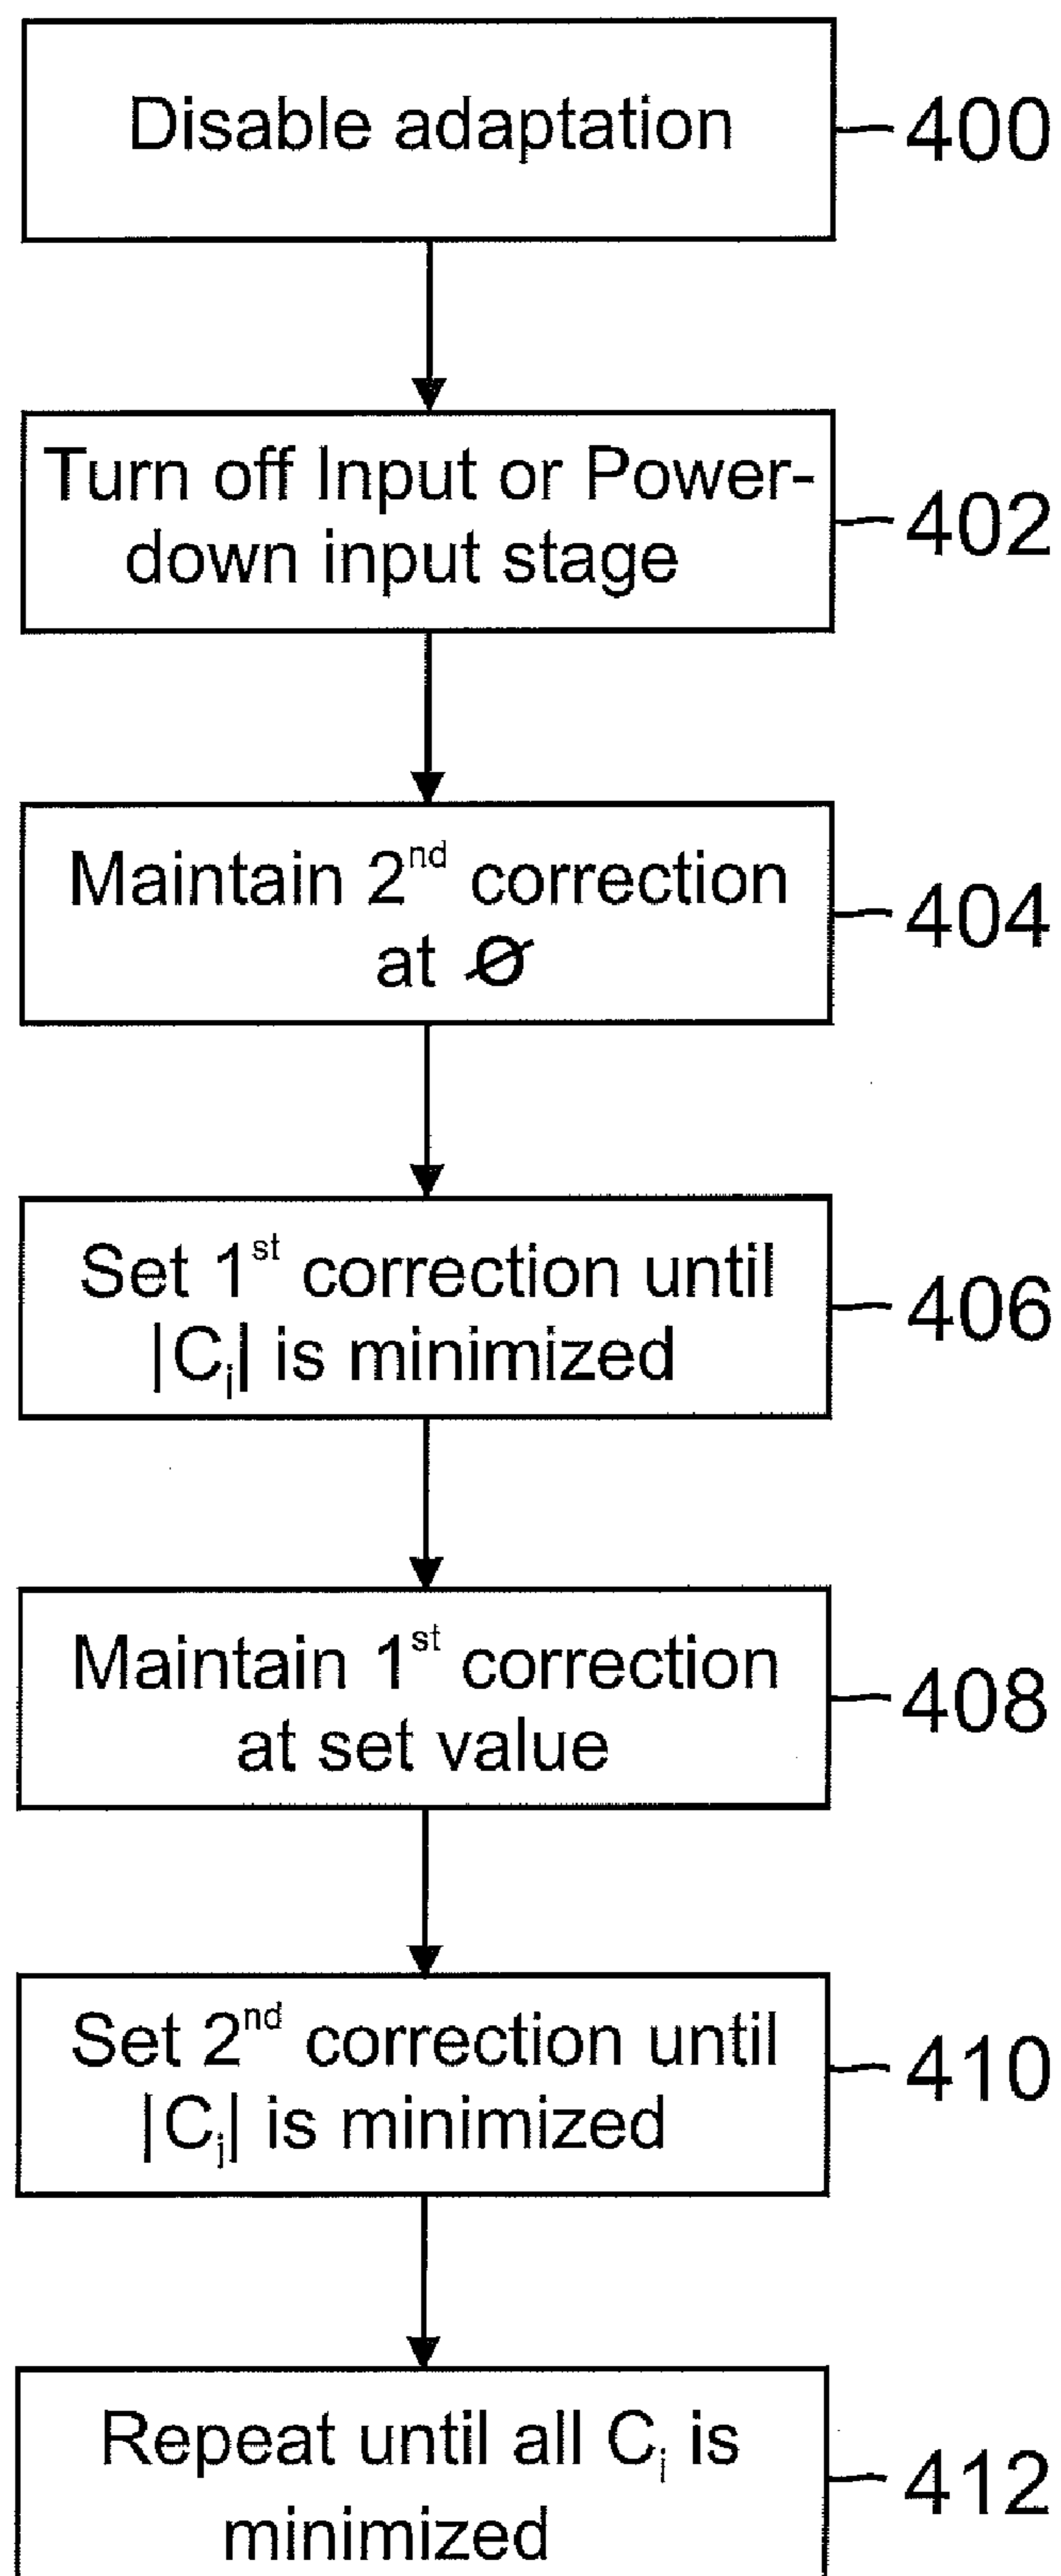 Disable adaptation
400
Turn off Input or Power-
down input stage
402
Maintain 2nd correction
at Ø
404
Set 1st correction until
|Ci| is minimized
406
Maintain 1st correction
at set value
408
Set 2nd correction until
|Cj| is minimized
410
Repeat until all Ci is
minimized
412